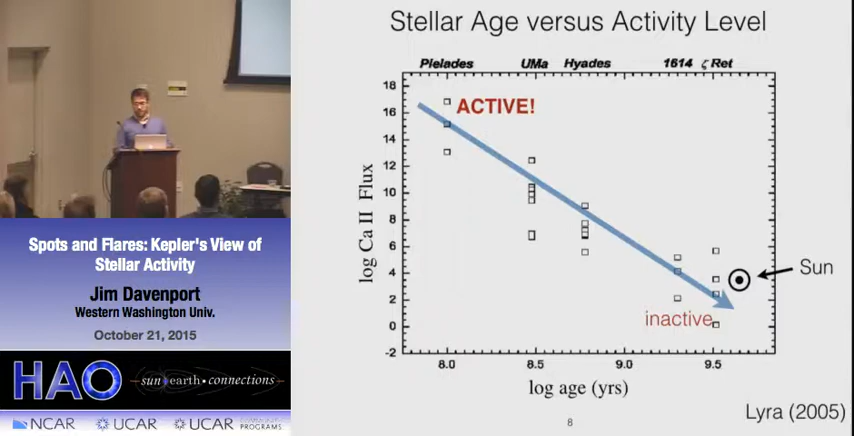 Stellar Age versus Activity Level
Pleiades UMa Hyades 1614 ζ Ret
ACTIVE!
18
16
14
12
10
8
6
4
2
0
-2
log Ca II Flux
Sun
inactive
8.0 8.5 9.0 9.5
log age (yrs)
8
Lyra (2005)
Spots and Flares: Kepler's View of
Stellar Activity
Jim Davenport
Western Washington Univ.
October 21, 2015
HAO sun earth • connections
NCAR UCAR UCAR
PROGRAMS